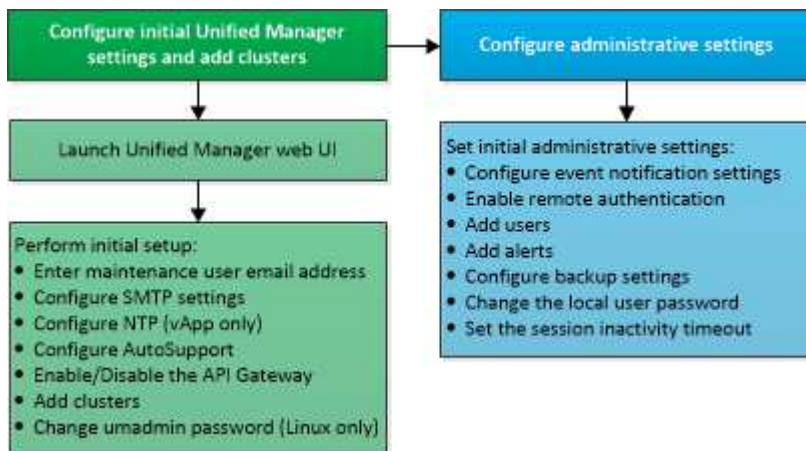 Configure initial Unified Manager
settings and add clusters
Configure administrative settings
Launch Unified Manager web UI
Perform initial setup:
• Enter maintenance user email address
• Configure SMTP settings
• Configure NTP (vApp only)
• Configure AutoSupport
• Enable/Disable the API Gateway
• Add clusters
• Change umadmin password (Linux only)
Set initial administrative settings:
• Configure event notification settings
• Enable remote authentication
• Add users
• Add alerts
• Configure backup settings
• Change the local user password
• Set the session inactivity timeout